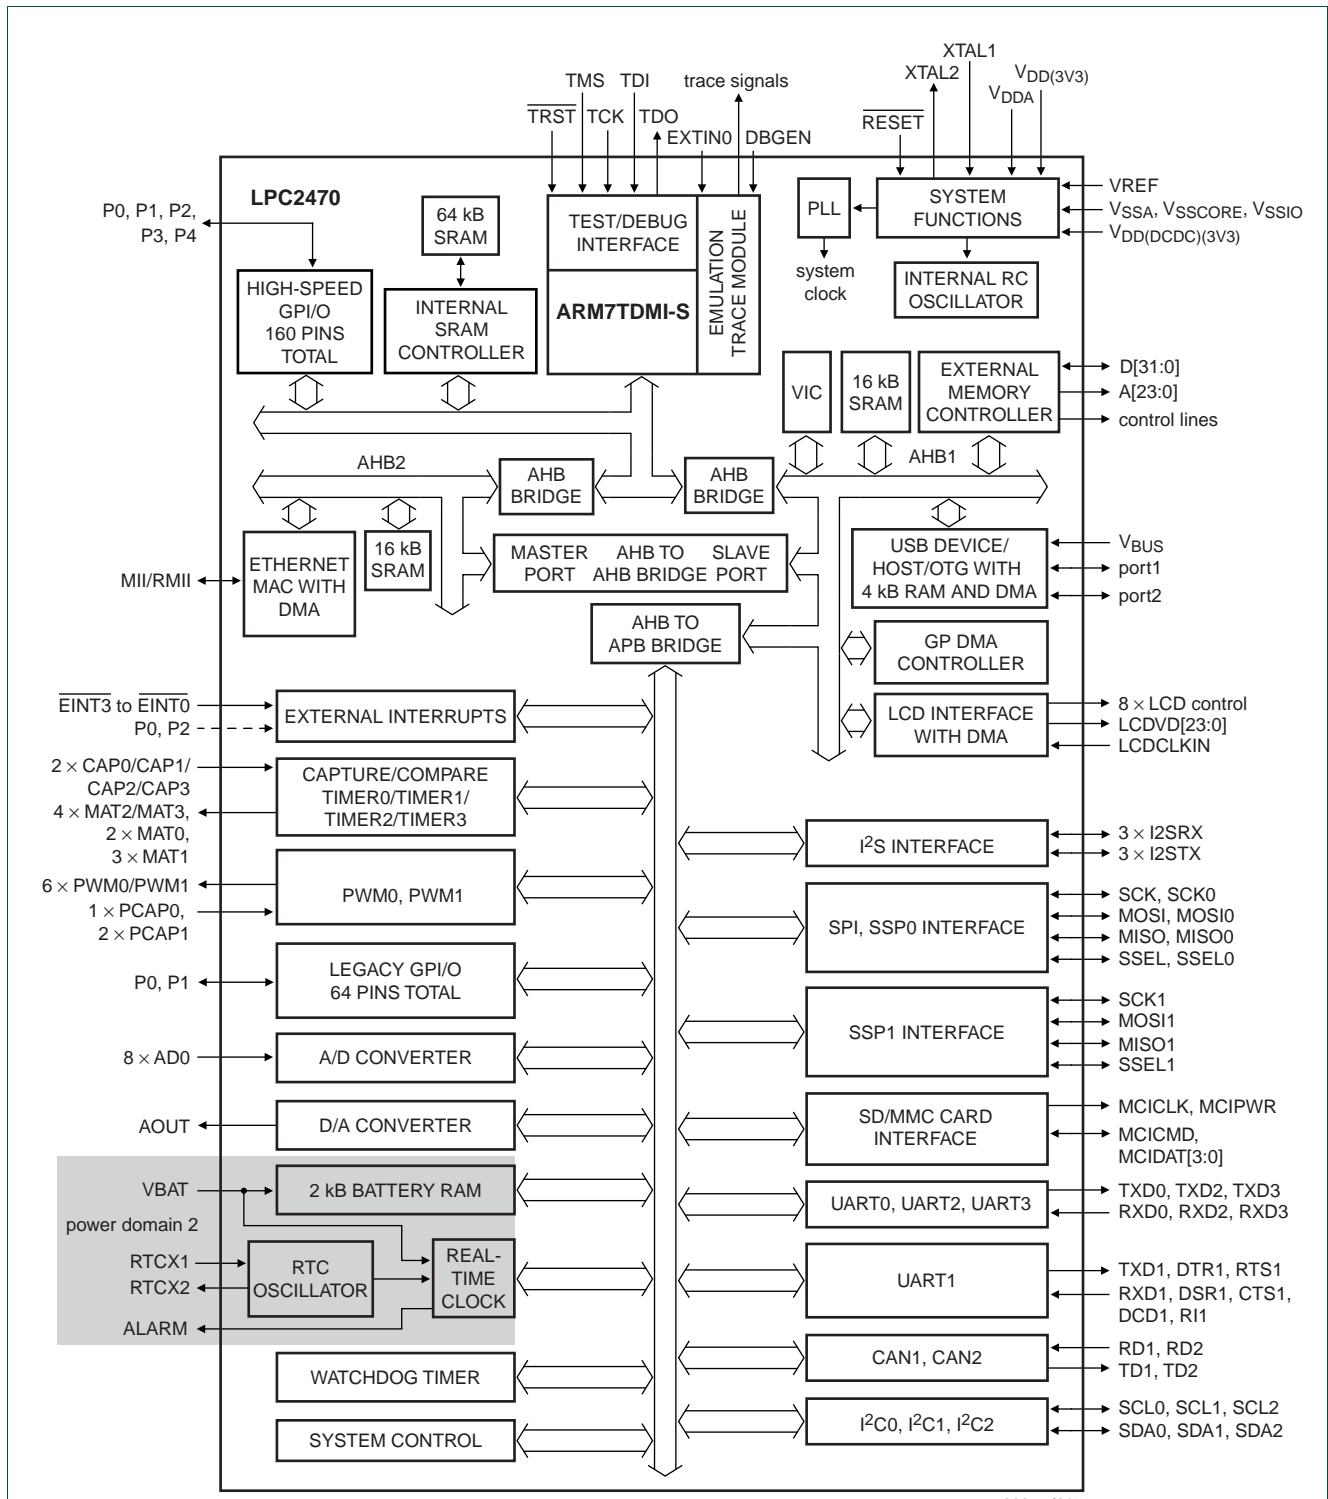 XTAL1
XTAL2
VDD(3V3)
VDDA
RESET
TMS
TDI
trace signals
TRST
TCK
TDO
EXTIN0
DBGEN
LPC2470
P0, P1, P2,
P3, P4
64 kB
SRAM
TEST/DEBUG
INTERFACE
EMULATION
TRACE MODULE
PLL
SYSTEM
FUNCTIONS
VREF
VSSA, VSSCORE, VSSIO
VDD(DCDC)(3V3)
system
clock
INTERNAL RC
OSCILLATOR
HIGH-SPEED
GPI/O
160 PINS
TOTAL
INTERNAL
SRAM
CONTROLLER
ARM7TDMI-S
VIC
16 kB
SRAM
EXTERNAL
MEMORY
CONTROLLER
D[31:0]
A[23:0]
control lines
AHB2
AHB
BRIDGE
AHB
BRIDGE
AHB1
ETHERNET
MAC WITH
DMA
16 kB
SRAM
MASTER
PORT
AHB TO
AHB BRIDGE
SLAVE
PORT
USB DEVICE/
HOST/OTG WITH
4 kB RAM AND DMA
VBUS
port1
port2
MII/RMII
AHB TO
APB BRIDGE
GP DMA
CONTROLLER
LCD INTERFACE
WITH DMA
8 × LCD control
LCDVD[23:0]
LCDCLKIN
EINT3 to EINT0
P0, P2
EXTERNAL INTERRUPTS
2 × CAP0/CAP1/
CAP2/CAP3
4 × MAT2/MAT3,
2 × MAT0,
3 × MAT1
CAPTURE/COMPARE
TIMER0/TIMER1/
TIMER2/TIMER3
I2S INTERFACE
3 × I2SRX
3 × I2STX
6 × PWM0/PWM1
1 × PCAP0,
2 × PCAP1
PWM0, PWM1
SPI, SSP0 INTERFACE
SCK, SCK0
MOSI, MOSI0
MISO, MISO0
SSEL, SSEL0
P0, P1
LEGACY GPI/O
64 PINS TOTAL
SSP1 INTERFACE
SCK1
MOSI1
MISO1
SSEL1
8 × AD0
A/D CONVERTER
AOUT
D/A CONVERTER
SD/MMC CARD
INTERFACE
MCICLK, MCIPWR
MCICMD,
MCIDAT[3:0]
VBAT
2 kB BATTERY RAM
power domain 2
UART0, UART2, UART3
TXD0, TXD2, TXD3
RXD0, RXD2, RXD3
RTCX1
RTCX2
RTC
OSCILLATOR
REAL-
TIME
CLOCK
ALARM
UART1
TXD1, DTR1, RTS1
RXD1, DSR1, CTS1,
DCD1, RI1
WATCHDOG TIMER
CAN1, CAN2
RD1, RD2
TD1, TD2
SYSTEM CONTROL
I2C0, I2C1, I2C2
SCL0, SCL1, SCL2
SDA0, SDA1, SDA2